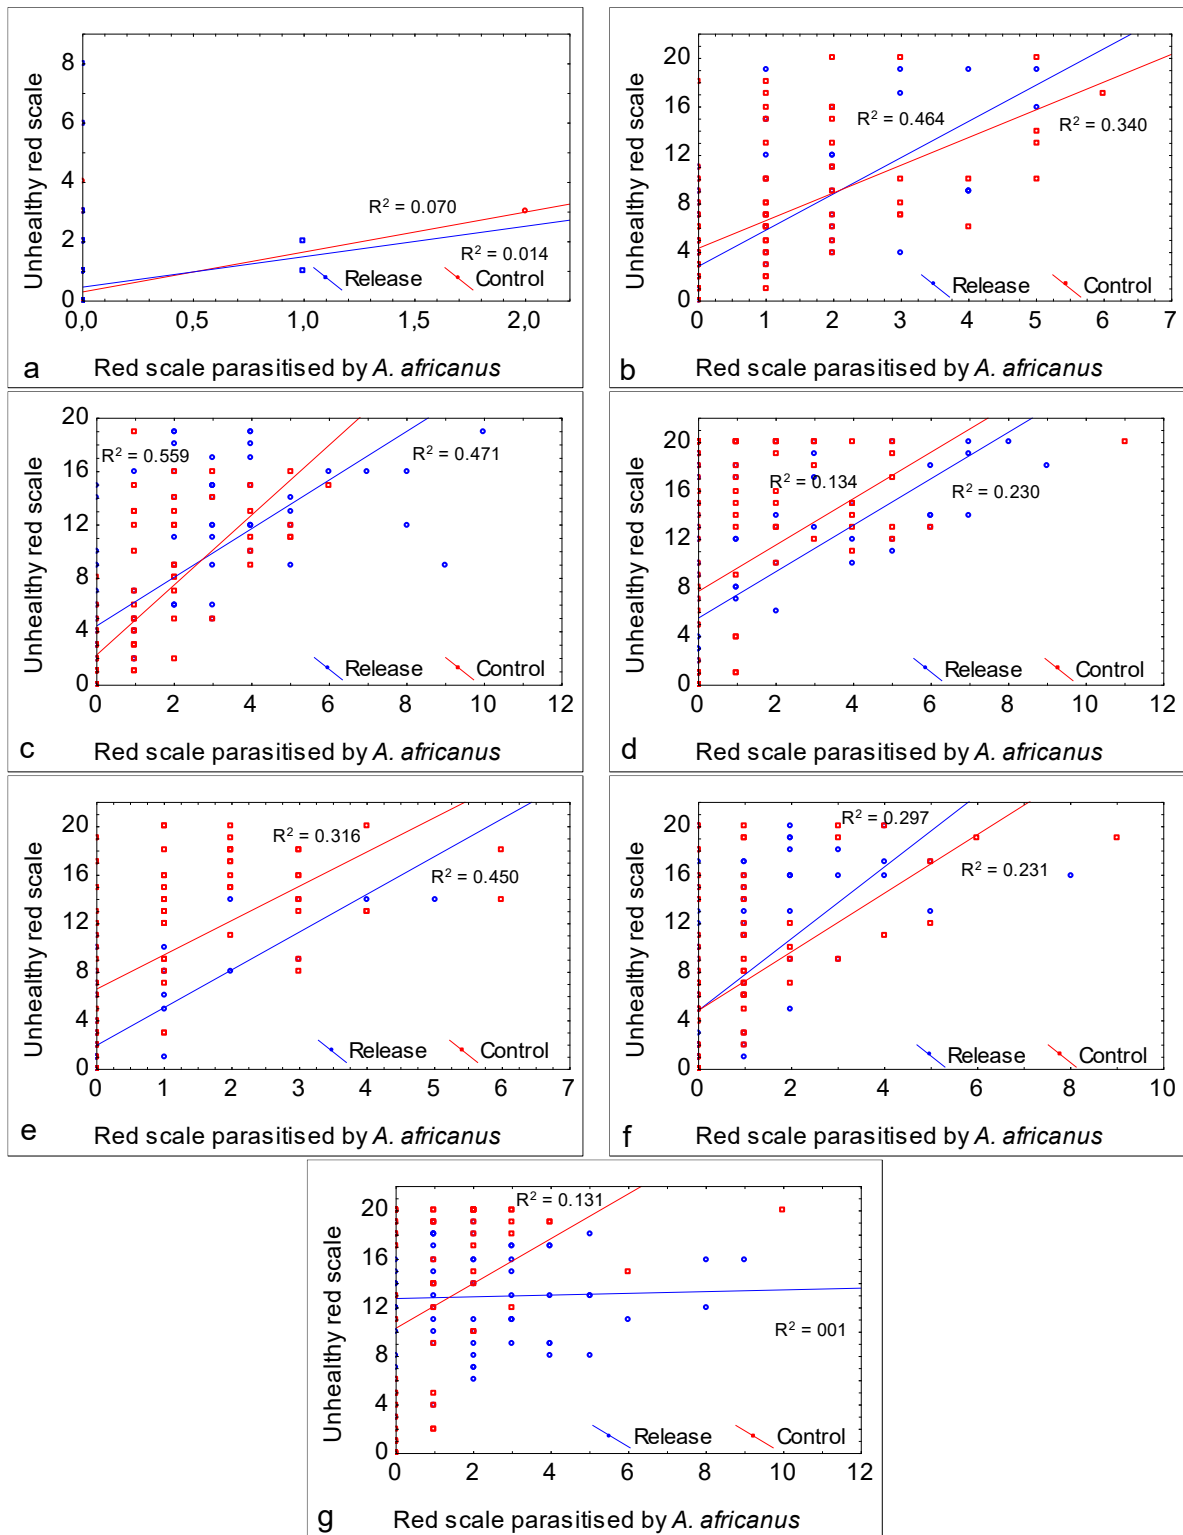 Unhealthy red scale
8
6
4
2
0
R² = 0.070
R² = 0.014
Release Control
0,0 0,5 1,0 1,5 2,0
a Red scale parasitised by A. africanus
Unhealthy red scale
20
16
12
8
4
0
R² = 0.464
R² = 0.340
Release Control
0 1 2 3 4 5 6 7
b Red scale parasitised by A. africanus
Unhealthy red scale
20
16
12
8
4
0
R² = 0.559
R² = 0.471
Release Control
0 2 4 6 8 10 12
c Red scale parasitised by A. africanus
Unhealthy red scale
20
16
12
8
4
0
R² = 0.134
R² = 0.230
Release Control
0 2 4 6 8 10 12
d Red scale parasitised by A. africanus
Unhealthy red scale
20
16
12
8
4
0
R² = 0.316
R² = 0.450
Release Control
0 1 2 3 4 5 6 7
e Red scale parasitised by A. africanus
Unhealthy red scale
20
16
12
8
4
0
R² = 0.297
R² = 0.231
Release Control
0 2 4 6 8 10
f Red scale parasitised by A. africanus
Unhealthy red scale
20
16
12
8
4
0
R² = 0.131
R² = 001
Release Control
0 2 4 6 8 10 12
g Red scale parasitised by A. africanus